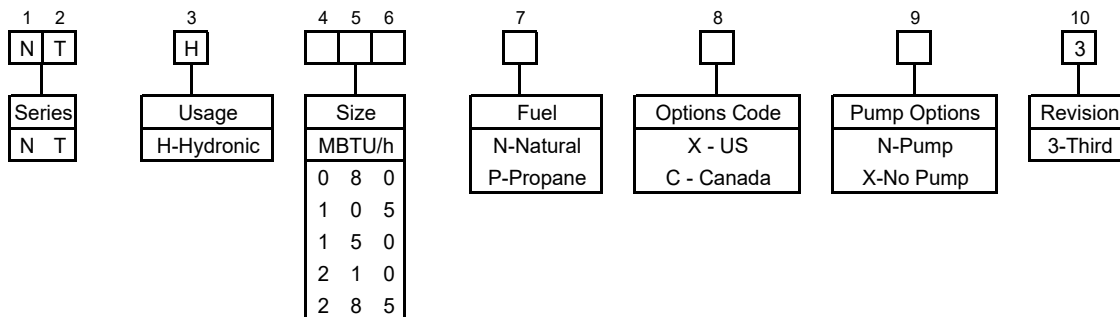 1 2 3 4 5 6 7 8 9 10
N T H 3
Series Usage Size Fuel Options Code Pump Options Revision
N T H-Hydronic MBTU/h N-Natural X - US N-Pump 3-Third
0 8 0 P-Propane C - Canada X-No Pump
1 0 5
1 5 0
2 1 0
2 8 5